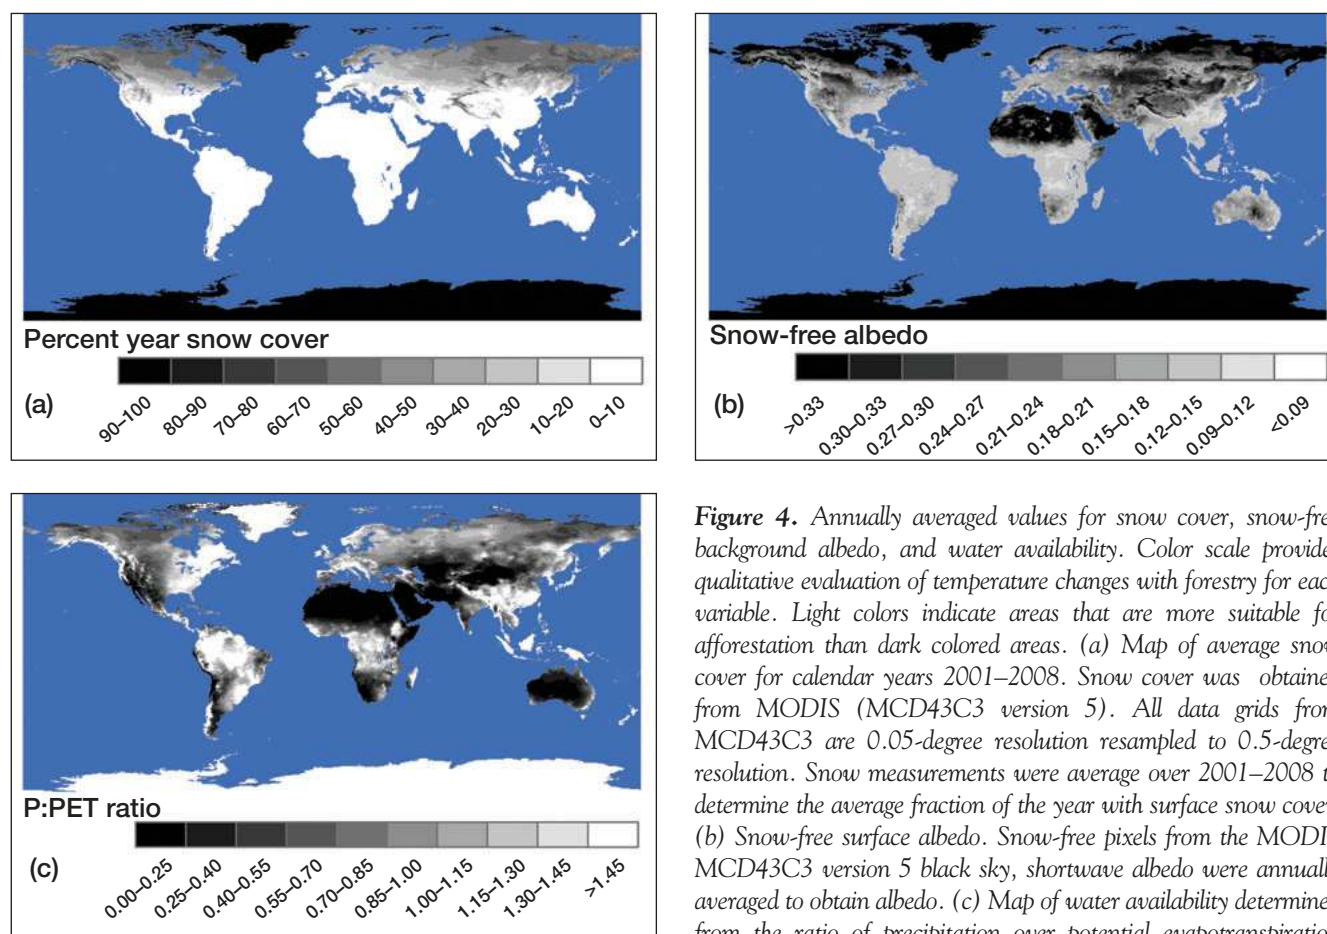 Percent year snow cover
(a)
90–100
80–90
70–80
60–70
50–60
40–50
30–40
20–30
10–20
0–10
Snow-free albedo
(b)
>0.33
0.30–0.33
0.27–0.30
0.24–0.27
0.21–0.24
0.18–0.21
0.15–0.18
0.12–0.15
0.09–0.12
<0.09
P:PET ratio
(c)
0.00–0.25
0.25–0.40
0.40–0.55
0.55–0.70
0.70–0.85
0.85–1.00
1.00–1.15
1.15–1.30
1.30–1.45
>1.45
Figure 4. Annually averaged values for snow cover, snow-fre
background albedo, and water availability. Color scale provide
qualitative evaluation of temperature changes with forestry for eac
variable. Light colors indicate areas that are more suitable fo
afforestation than dark colored areas. (a) Map of average snow
cover for calendar years 2001–2008. Snow cover was obtaine
from MODIS (MCD43C3 version 5). All data grids from
MCD43C3 are 0.05-degree resolution resampled to 0.5-degre
resolution. Snow measurements were average over 2001–2008 t
determine the average fraction of the year with surface snow cover
(b) Snow-free surface albedo. Snow-free pixels from the MODI
MCD43C3 version 5 black sky, shortwave albedo were annuall
averaged to obtain albedo. (c) Map of water availability determine
from the ratio of precipitation over potential evapotranspiratio